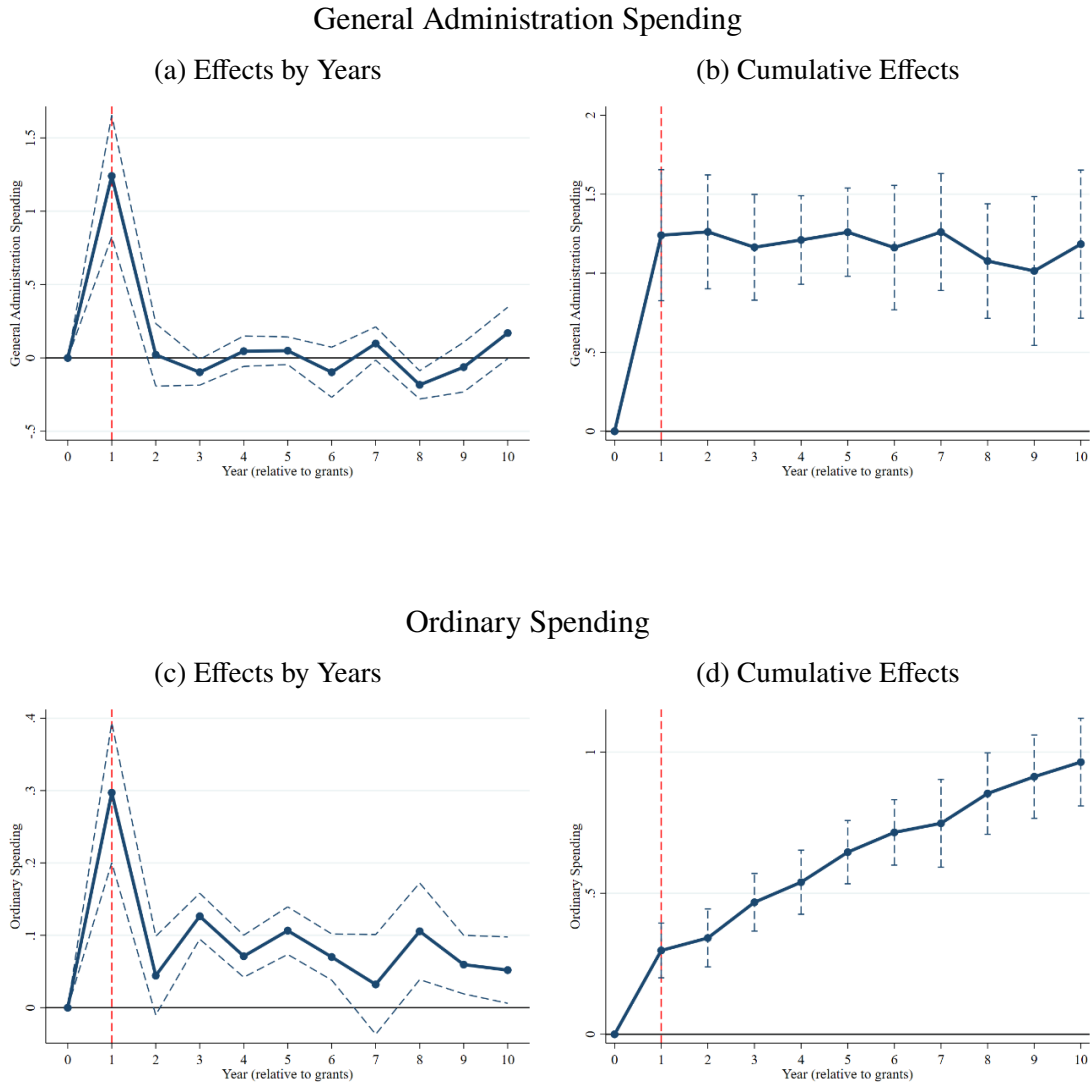 General Administration Spending
(a) Effects by Years
(b) Cumulative Effects
General Administration Spending
1.5
1
.5
0
-.5
0 1 2 3 4 5 6 7 8 9 10
Year (relative to grants)
General Administration Spending
2
1.5
1
.5
0
0 1 2 3 4 5 6 7 8 9 10
Year (relative to grants)
Ordinary Spending
(c) Effects by Years
(d) Cumulative Effects
Ordinary Spending
.4
.3
.2
.1
0
0 1 2 3 4 5 6 7 8 9 10
Year (relative to grants)
Ordinary Spending
1
.5
0
0 1 2 3 4 5 6 7 8 9 10
Year (relative to grants)